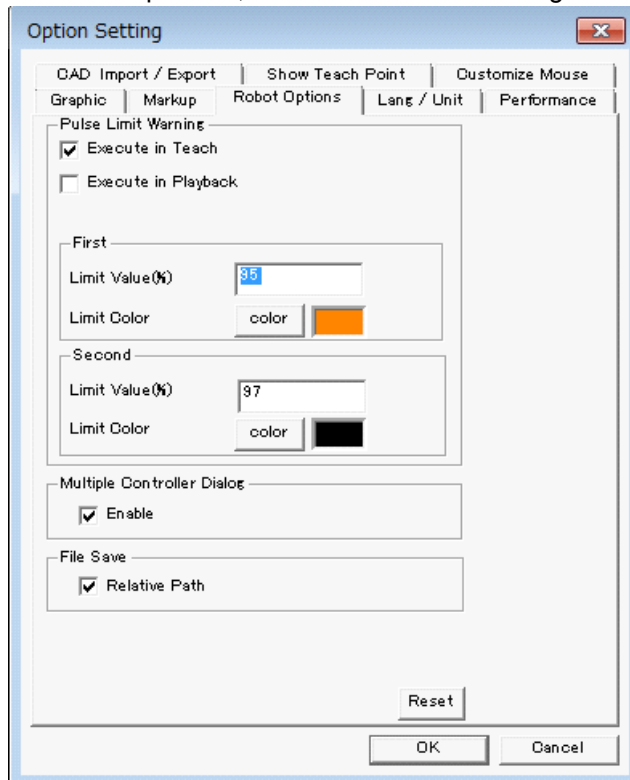 Option Setting
CAD Import / Export Show Teach Point Customize Mouse
Graphic Markup Robot Options Lang / Unit Performance
Pulse Limit Warning
Execute in Teach
Execute in Playback
First
Limit Value(%) 95
Limit Color color
Second
Limit Value(%) 97
Limit Color color
Multiple Controller Dialog
Enable
File Save
Relative Path
Reset
OK Cancel